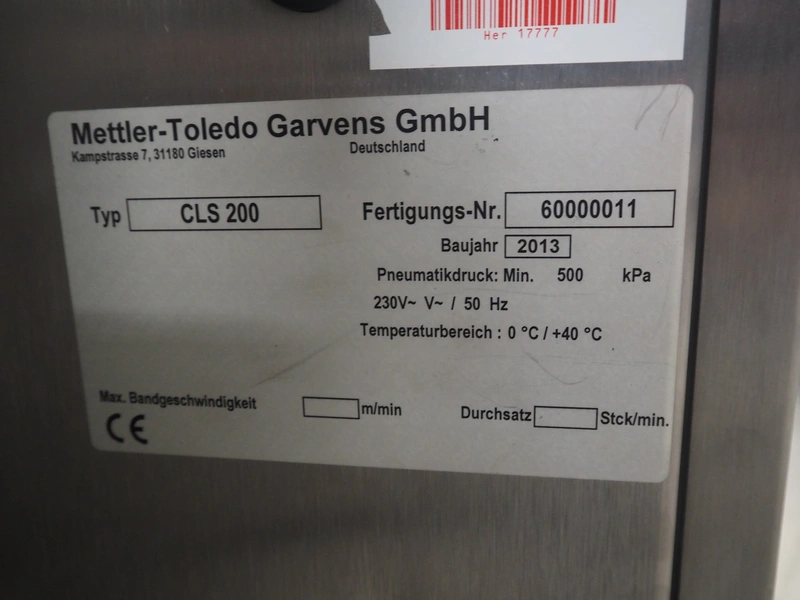 Her 17777
Mettler-Toledo Garvens GmbH
Kampstrasse 7, 31180 Giesen Deutschland
Typ CLS 200 Fertigungs-Nr. 60000011
Baujahr 2013
Pneumatikdruck: Min. 500 kPa
230V~ V~ / 50 Hz
Temperaturbereich : 0 °C / +40 °C
Max. Bandgeschwindigkeit m/min Durchsatz Stck/min.
CE